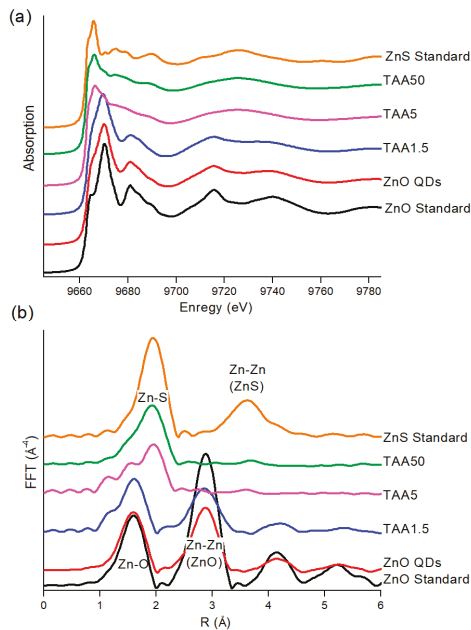 (a)
ZnS Standard
TAA50
TAA5
TAA1.5
ZnO QDs
ZnO Standard
Absorption
9660 9680 9700 9720 9740 9760 9780
Enregy (eV)
(b)
Zn-Zn
(ZnS)
Zn-S
ZnS Standard
TAA50
TAA5
TAA1.5
Zn-Zn
(ZnO)
Zn-O
ZnO QDs
ZnO Standard
FFT (Å-4)
0 1 2 3 4 5 6
R (Å)